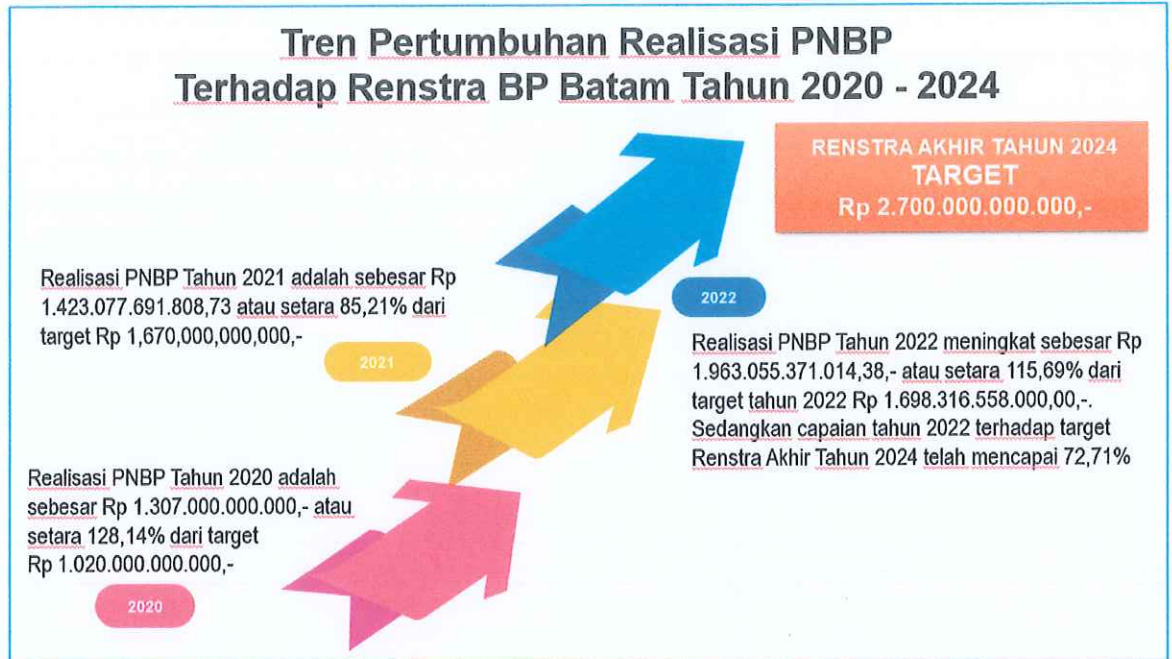 Tren Pertumbuhan Realisasi PNBP
Terhadap Renstra BP Batam Tahun 2020 - 2024
RENSTRA AKHIR TAHUN 2024
TARGET
Rp 2.700.000.000.000,-
Realisasi PNBP Tahun 2021 adalah sebesar Rp
1.423.077.691.808,73 atau setara 85,21% dari
target Rp 1,670,000,000,000,-
2021
2022
Realisasi PNBP Tahun 2022 meningkat sebesar Rp
1.963.055.371.014,38,- atau setara 115,69% dari
target tahun 2022 Rp 1.698.316.558.000,00,-.
Sedangkan capaian tahun 2022 terhadap target
Renstra Akhir Tahun 2024 telah mencapai 72,71%
Realisasi PNBP Tahun 2020 adalah
sebesar Rp 1.307.000.000.000,- atau
setara 128,14% dari target
Rp 1.020.000.000.000,-
2020